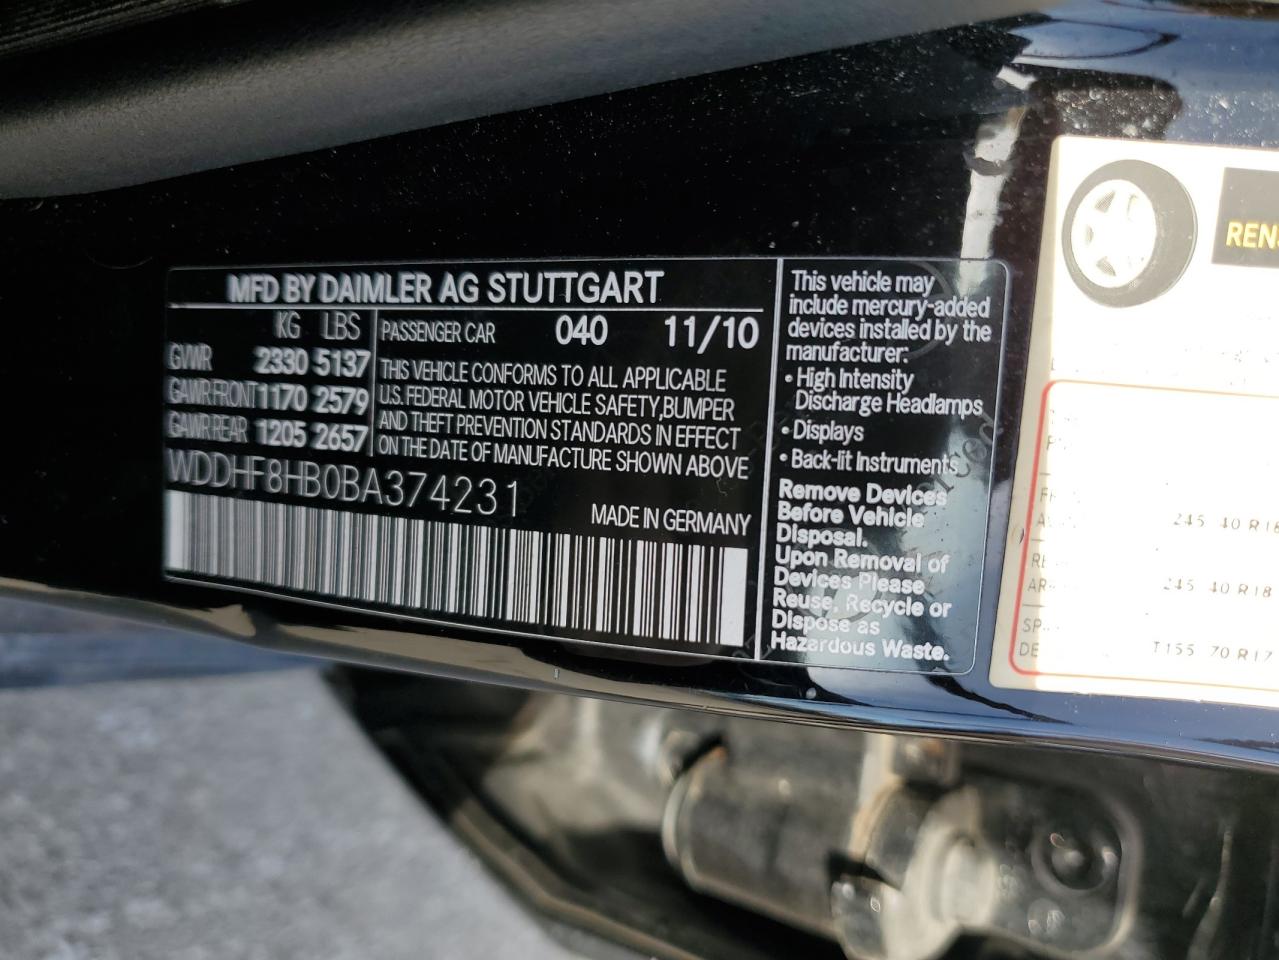 MFD BY DAIMLER AG STUTTGART
KG LBS
GVWR 2330 5137
GAWR FRONT 1170 2579
GAWR REAR 1205 2657
PASSENGER CAR 040 11/10
THIS VEHICLE CONFORMS TO ALL APPLICABLE
U.S. FEDERAL MOTOR VEHICLE SAFETY,BUMPER
AND THEFT PREVENTION STANDARDS IN EFFECT
ON THE DATE OF MANUFACTURE SHOWN ABOVE
WDDHF8HB0BA374231
MADE IN GERMANY
This vehicle may
include mercury-added
devices installed by the
manufacturer:
• High Intensity
Discharge Headlamps
• Displays
• Back-lit Instruments
Remove Devices
Before Vehicle
Disposal.
Upon Removal of
Devices Please
Reuse, Recycle or
Dispose as
Hazardous Waste.
245 40 R18
245 40 R18
T155 70 R17